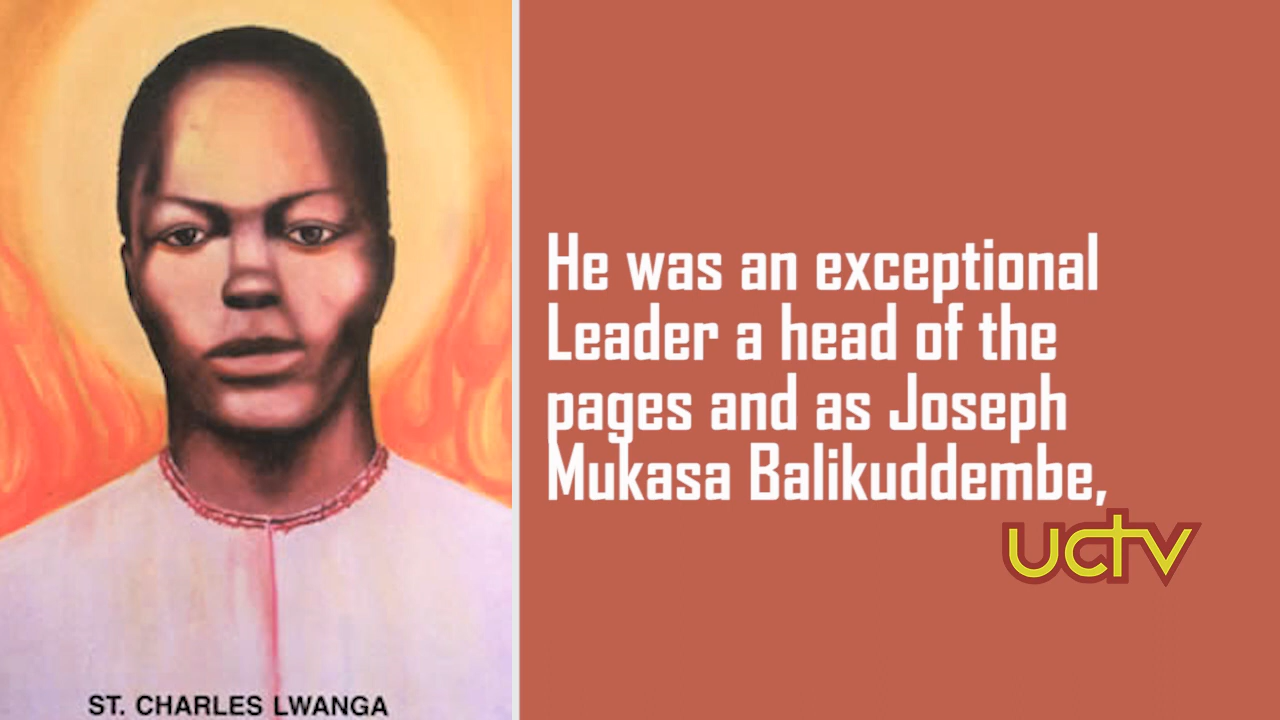 He was an exceptional
Leader a head of the
pages and as Joseph
Mukasa Balikuddembe,
uctv
ST. CHARLES LWANGA